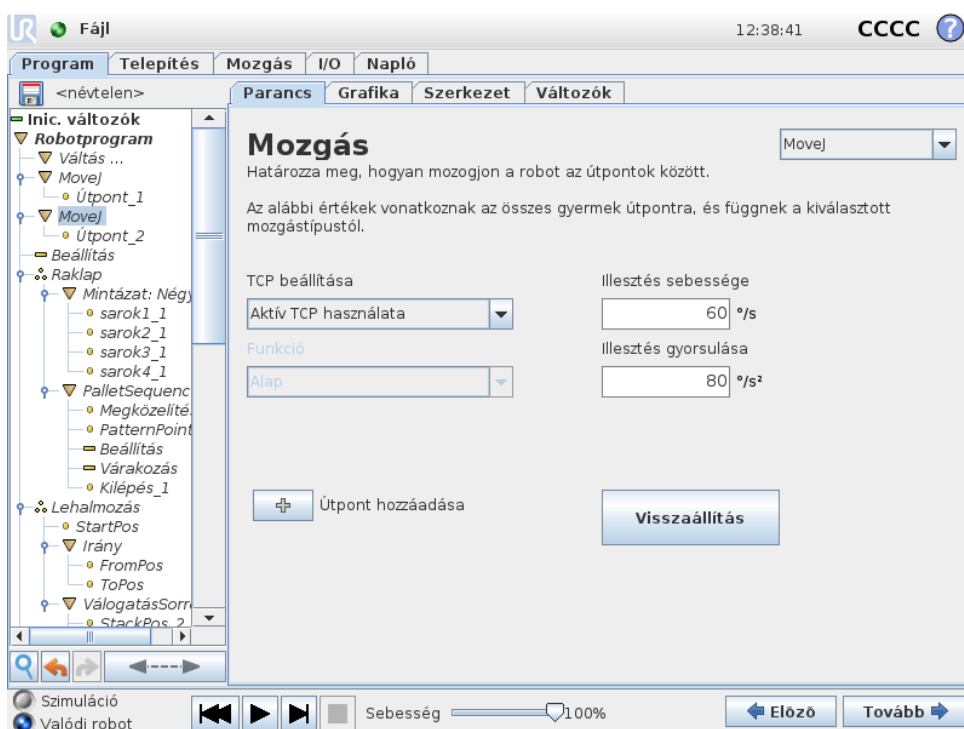 UR Fájl 12:38:41 CCCC ?
Program Telepítés Mozgás I/O Napló
<névtelen>
Parancs Grafika Szerkezet Változók
Inic. változók
Robotprogram
Váltás ...
MoveJ
Útpont_1
MoveJ
Útpont_2
Beállítás
Raklap
Mintázat: Négy
sarok1_1
sarok2_1
sarok3_1
sarok4_1
PalletSequenc
Megközelíté
PatternPoint
Beállítás
Várakozás
Kilépés_1
Lehalmozás
StartPos
Irány
FromPos
ToPos
VálogatásSorr
StackPos_2
Mozgás
MoveJ
Határozza meg, hogyan mozogjon a robot az útpontok között.
Az alábbi értékek vonatkoznak az összes gyermek útpontra, és függnek a kiválasztott
mozgástípustól.
TCP beállítása
Aktív TCP használata
Funkció
Alap
Illesztés sebessége
60 °/s
Illesztés gyorsulása
80 °/s²
Útpont hozzáadása
Visszaállítás
Szimuláció
Valódi robot
Sebesség 100%
Előző
Tovább